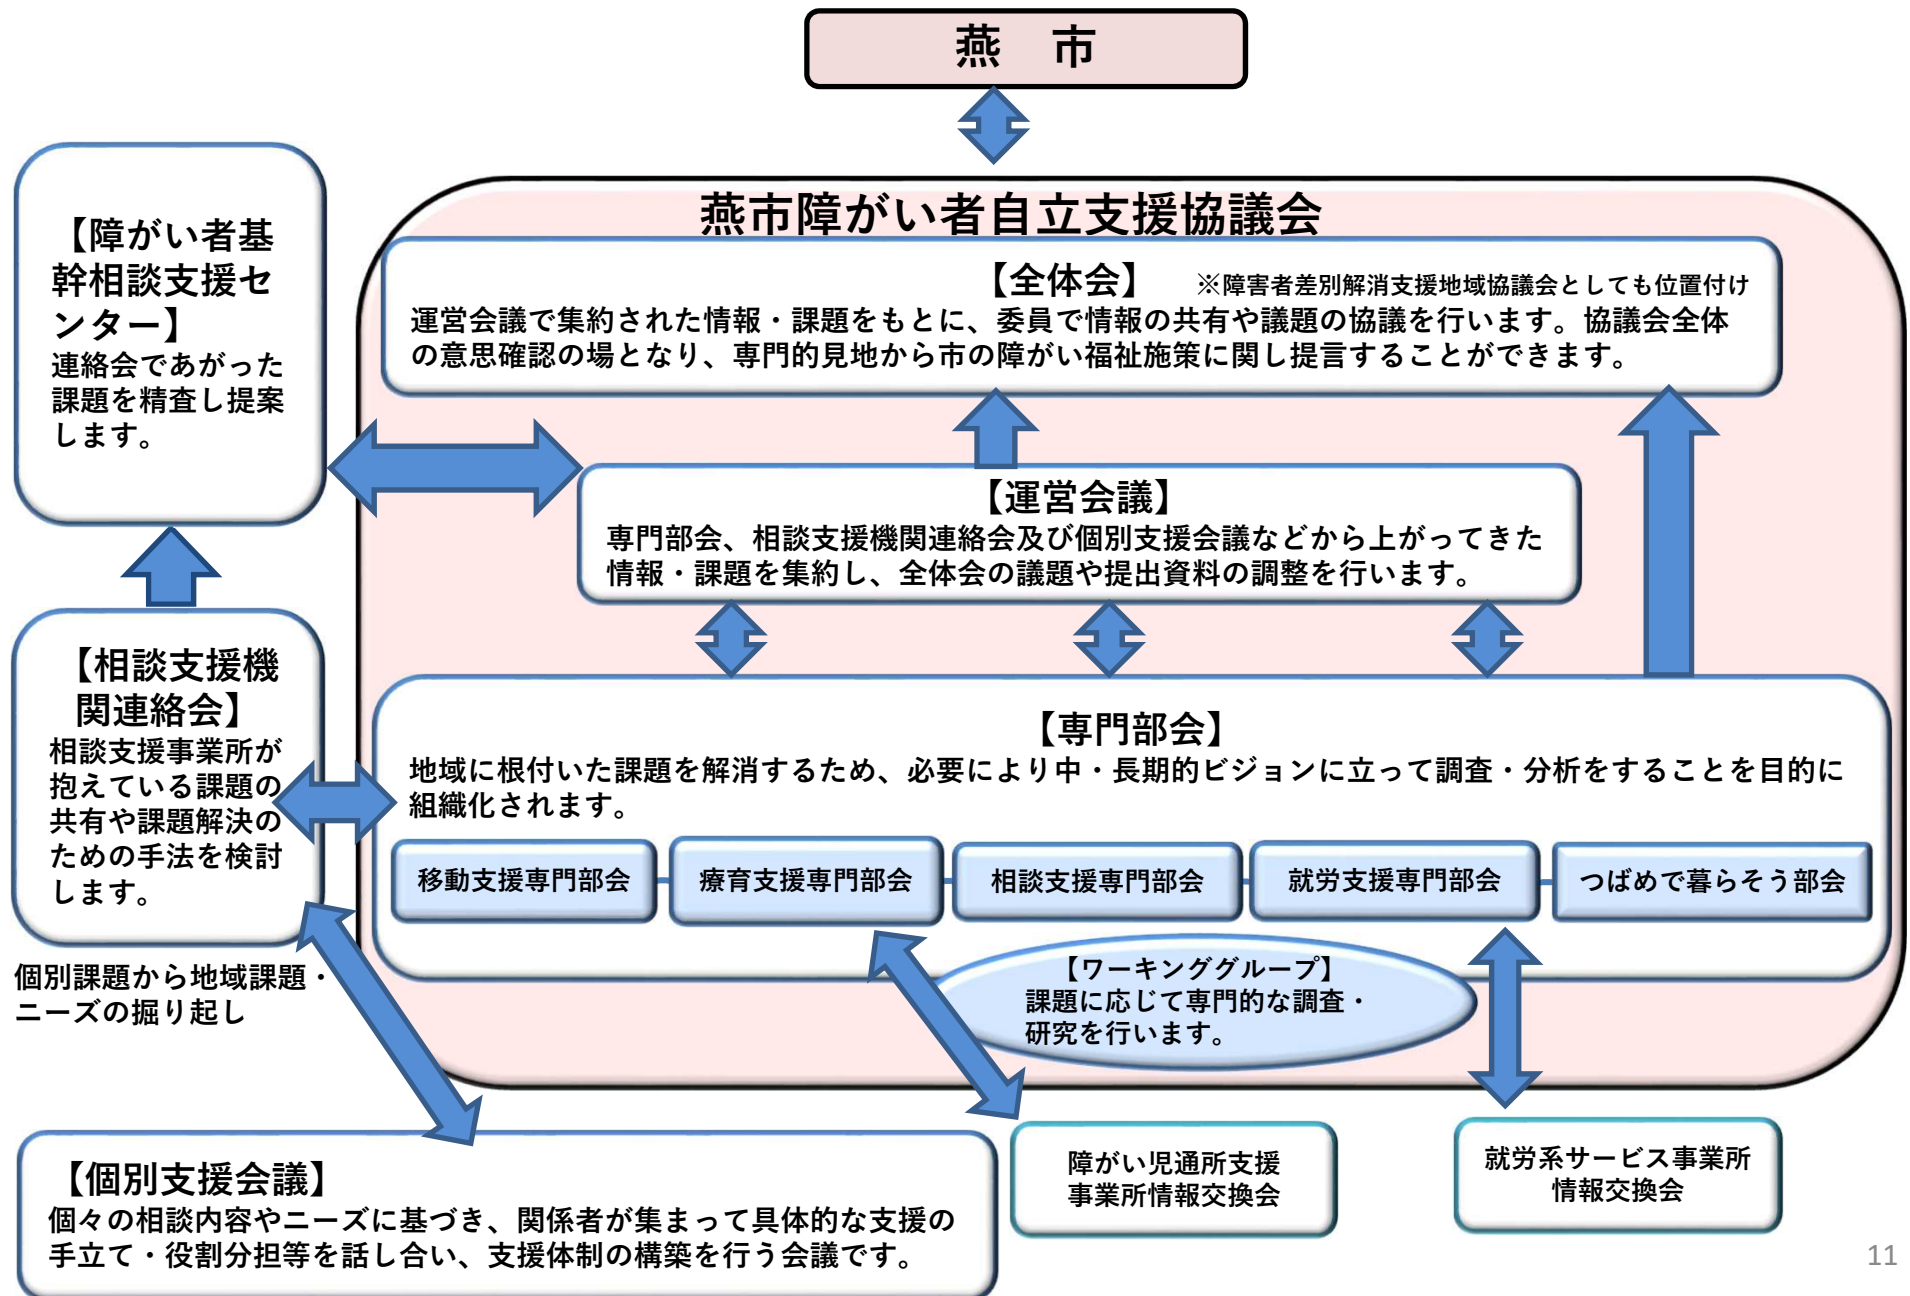 燕　市
燕市障がい者自立支援協議会
【全体会】　※障害者差別解消支援地域協議会としても位置付け
運営会議で集約された情報・課題をもとに、委員で情報の共有や議題の協議を行います。協議会全体
の意思確認の場となり、専門的見地から市の障がい福祉施策に関し提言することができます。
【障がい者基
幹相談支援セ
ンター】
連絡会であがった
課題を精査し提案
します。
【運営会議】
専門部会、相談支援機関連絡会及び個別支援会議などから上がってきた
情報・課題を集約し、全体会の議題や提出資料の調整を行います。
【相談支援機
関連絡会】
相談支援事業所が
抱えている課題の
共有や課題解決の
ための手法を検討
します。
【専門部会】
地域に根付いた課題を解消するため、必要により中・長期的ビジョンに立って調査・分析をすることを目的に
組織化されます。
移動支援専門部会
療育支援専門部会
相談支援専門部会
就労支援専門部会
つばめで暮らそう部会
【ワーキンググループ】
課題に応じて専門的な調査・
研究を行います。
個別課題から地域課題・
ニーズの掘り起し
【個別支援会議】
個々の相談内容やニーズに基づき、関係者が集まって具体的な支援の
手立て・役割分担等を話し合い、支援体制の構築を行う会議です。
障がい児通所支援
事業所情報交換会
就労系サービス事業所
情報交換会
11